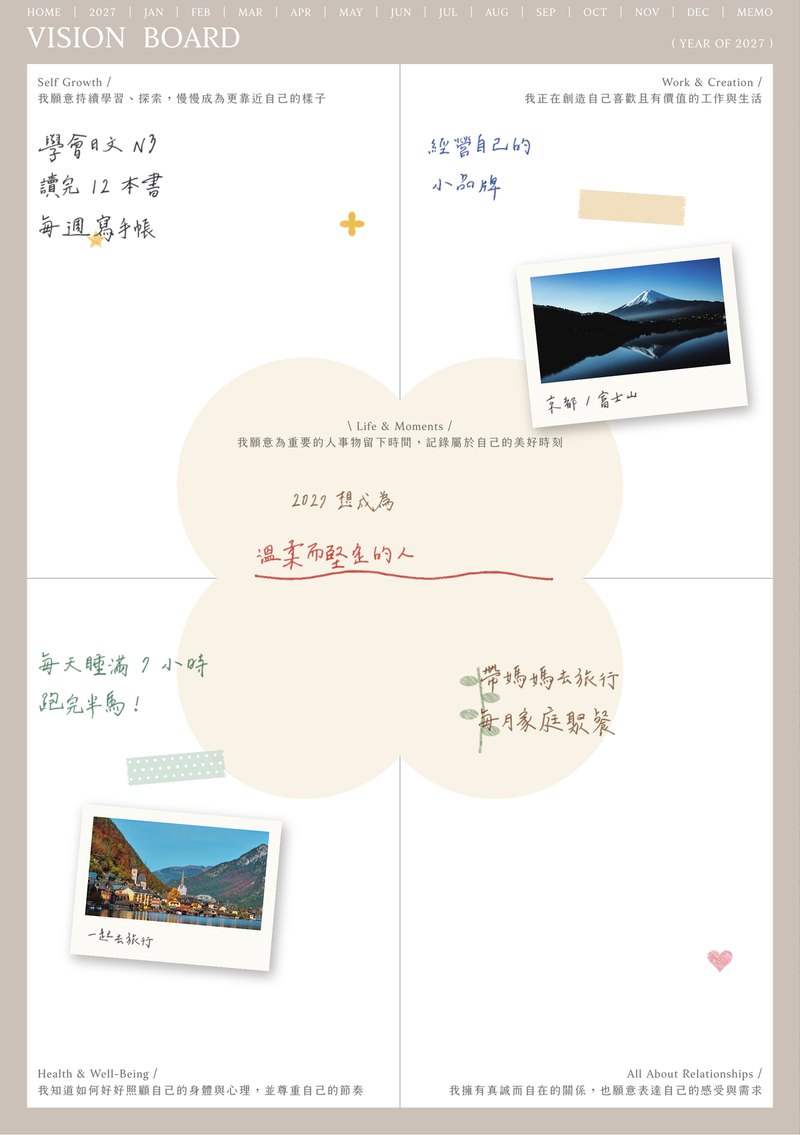 HOME | 2027 | JAN | FEB | MAR | APR | MAY | JUN | JUL | AUG | SEP | OCT | NOV | DEC | MEMO
VISION BOARD
( YEAR OF 2027 )
Self Growth /
我願意持續學習、探索，慢慢成為更靠近自己的樣子
學會日文 N3
讀完 12 本書
每週寫手帳
Work & Creation /
我正在創造自己喜歡且有價值的工作與生活
經營自己的
小品牌
京都 / 富士山
\ Life & Moments /
我願意為重要的人事物留下時間，記錄屬於自己的美好時刻
2027 想成為
溫柔而堅定的人
每天睡滿 7 小時
跑完半馬！
帶媽媽去旅行
每月家庭聚餐
一起去旅行
Health & Well-Being /
我知道如何好好照顧自己的身體與心理，並尊重自己的節奏
All About Relationships /
我擁有真誠而自在的關係，也願意表達自己的感受與需求